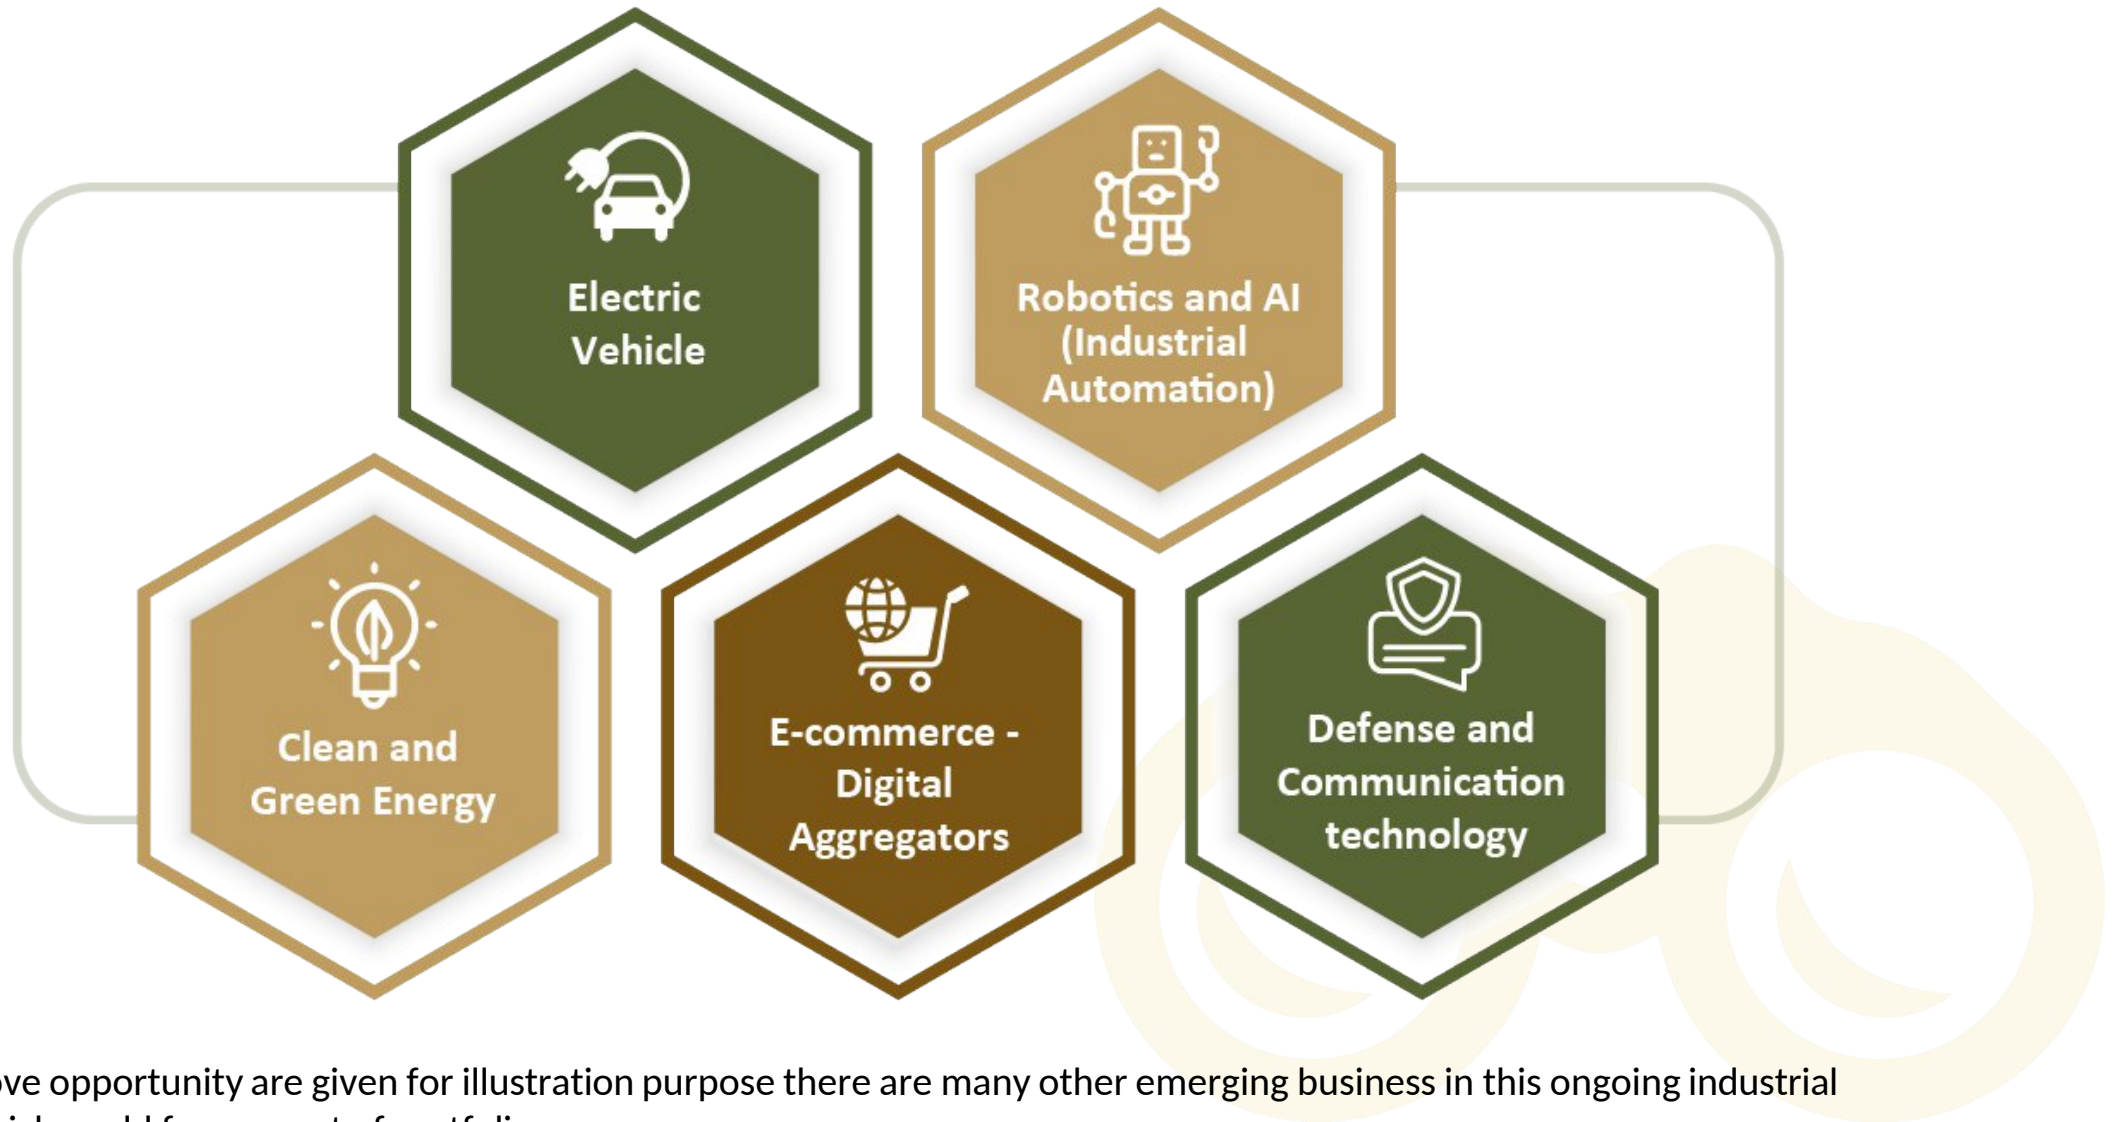 Electric
Vehicle
Robotics and AI
(Industrial
Automation)
Clean and
Green Energy
E-commerce -
Digital
Aggregators
Defense and
Communication
technology
opportunity are given for illustration purpose there are many other emerging business in this ongoing industrial